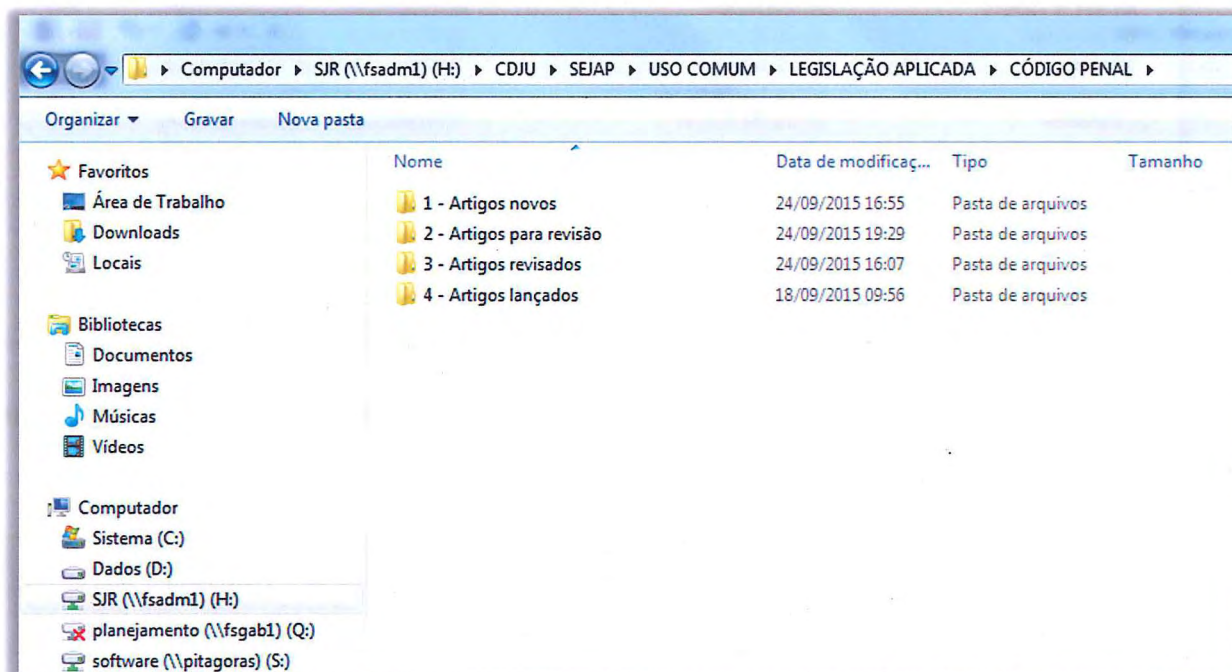 Computador ▸ SJR (\\fsadm1) (H:) ▸ CDJU ▸ SEJAP ▸ USO COMUM ▸ LEGISLAÇÃO APLICADA ▸ CÓDIGO PENAL ▸
Organizar Gravar Nova pasta
Nome Data de modificaç... Tipo Tamanho
1 - Artigos novos 24/09/2015 16:55 Pasta de arquivos
2 - Artigos para revisão 24/09/2015 19:29 Pasta de arquivos
3 - Artigos revisados 24/09/2015 16:07 Pasta de arquivos
4 - Artigos lançados 18/09/2015 09:56 Pasta de arquivos
Favoritos
Área de Trabalho
Downloads
Locais
Bibliotecas
Documentos
Imagens
Músicas
Vídeos
Computador
Sistema (C:)
Dados (D:)
SJR (\\fsadm1) (H:)
planejamento (\\fsgab1) (Q:)
software (\\pitagoras) (S:)